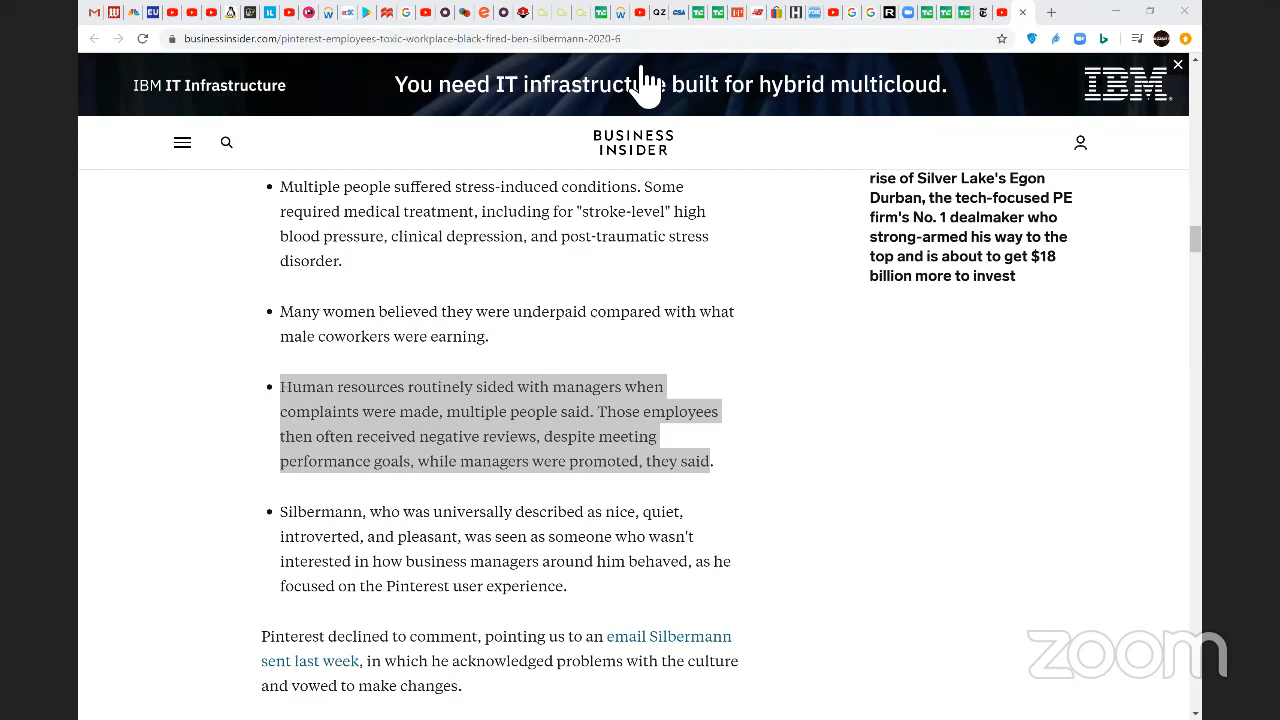 businessinsider.com/pinterest-employees-toxic-workplace-black-fired-ben-silbermann-2020-6
IBM IT Infrastructure
You need IT infrastructure built for hybrid multicloud.
IBM
BUSINESS
INSIDER
Multiple people suffered stress-induced conditions. Some
required medical treatment, including for "stroke-level" high
blood pressure, clinical depression, and post-traumatic stress
disorder.
Many women believed they were underpaid compared with what
male coworkers were earning.
Human resources routinely sided with managers when
complaints were made, multiple people said. Those employees
then often received negative reviews, despite meeting
performance goals, while managers were promoted, they said.
Silbermann, who was universally described as nice, quiet,
introverted, and pleasant, was seen as someone who wasn't
interested in how business managers around him behaved, as he
focused on the Pinterest user experience.
Pinterest declined to comment, pointing us to an email Silbermann
sent last week, in which he acknowledged problems with the culture
and vowed to make changes.
rise of Silver Lake's Egon
Durban, the tech-focused PE
firm's No. 1 dealmaker who
strong-armed his way to the
top and is about to get $18
billion more to invest
zoom